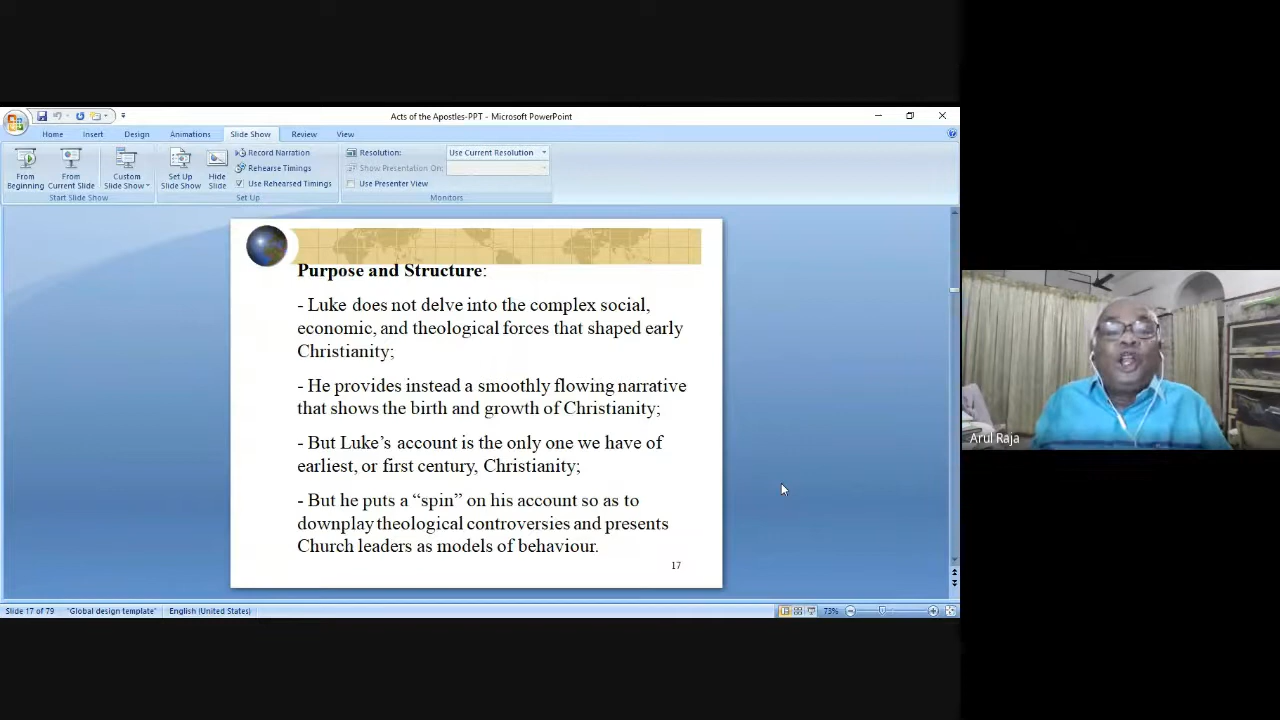 Acts of the Apostles-PPT - Microsoft PowerPoint
Home Insert Design Animations Slide Show Review View
From Beginning
From Current Slide
Custom Slide Show
Start Slide Show
Set Up Slide Show
Hide Slide
Record Narration
Rehearse Timings
Use Rehearsed Timings
Set Up
Resolution: Use Current Resolution
Show Presentation On:
Use Presenter View
Monitors
Purpose and Structure:
- Luke does not delve into the complex social,
economic, and theological forces that shaped early
Christianity;
- He provides instead a smoothly flowing narrative
that shows the birth and growth of Christianity;
- But Luke’s account is the only one we have of
earliest, or first century, Christianity;
- But he puts a “spin” on his account so as to
downplay theological controversies and presents
Church leaders as models of behaviour.
17
Arul Raja
Slide 17 of 79 "Global design template" English (United States) 73%